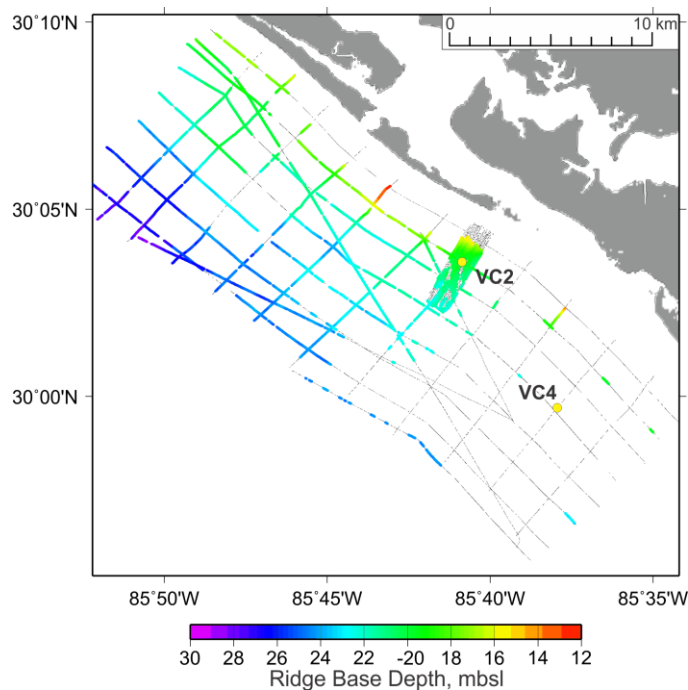 30°10'N
0 10 km
30°05'N
VC2
30°00'N
VC4
85°50'W 85°45'W 85°40'W 85°35'W
30 28 26 24 22 -20 18 16 14 12
Ridge Base Depth, mbsl